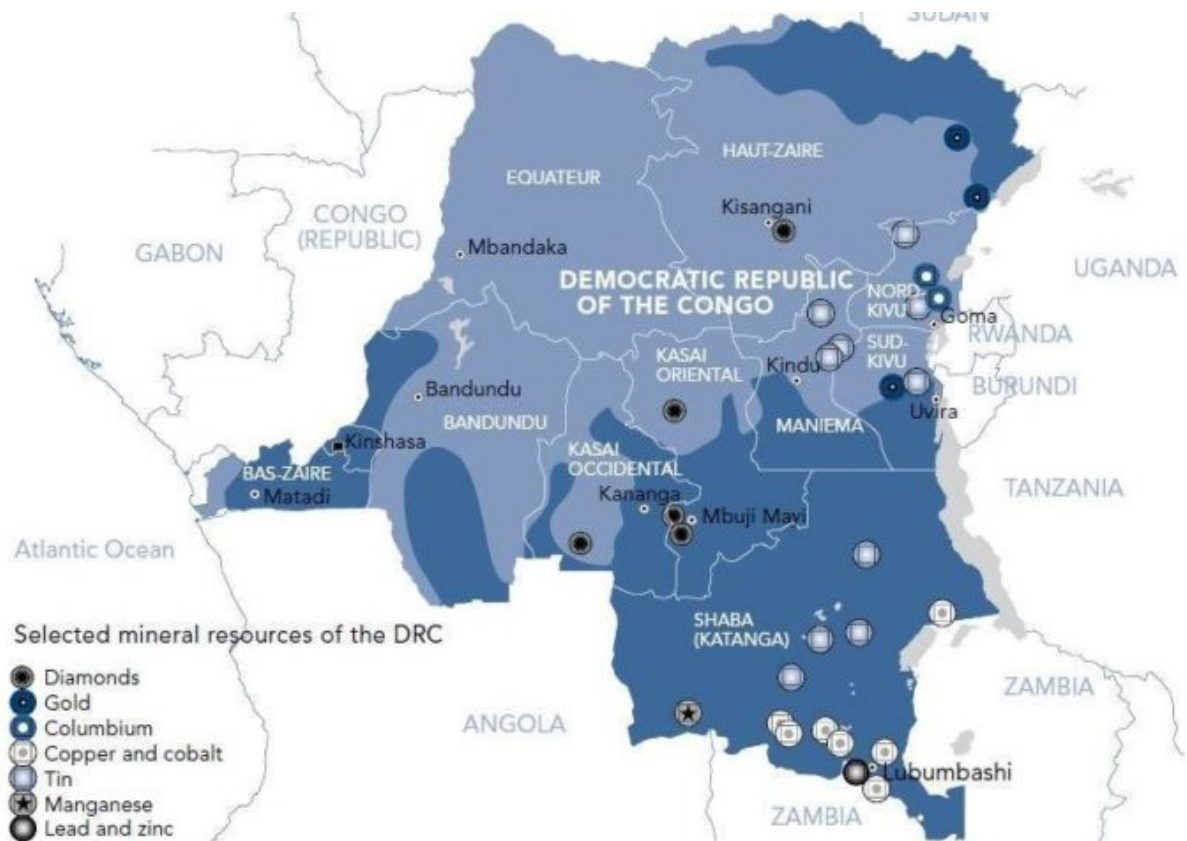 SUDAN
HAUT-ZAIRE
EQUATEUR
Kisangani
CONGO
(REPUBLIC)
GABON
Mbandaka
UGANDA
DEMOCRATIC REPUBLIC
OF THE CONGO
NORD-
KIVU
Goma
RWANDA
SUD-
KIVU
KASAI
ORIENTAL
Kindu
BURUNDI
Bandundu
Uvira
BANDUNDU
MANIEMA
Kinshasa
KASAI
OCCIDENTAL
BAS-ZAIRE
Matadi
Kananga
Mbuji Mayi
TANZANIA
Atlantic Ocean
SHABA
(KATANGA)
ZAMBIA
ANGOLA
Lubumbashi
ZAMBIA
Selected mineral resources of the DRC
Diamonds
Gold
Columbium
Copper and cobalt
Tin
Manganese
Lead and zinc